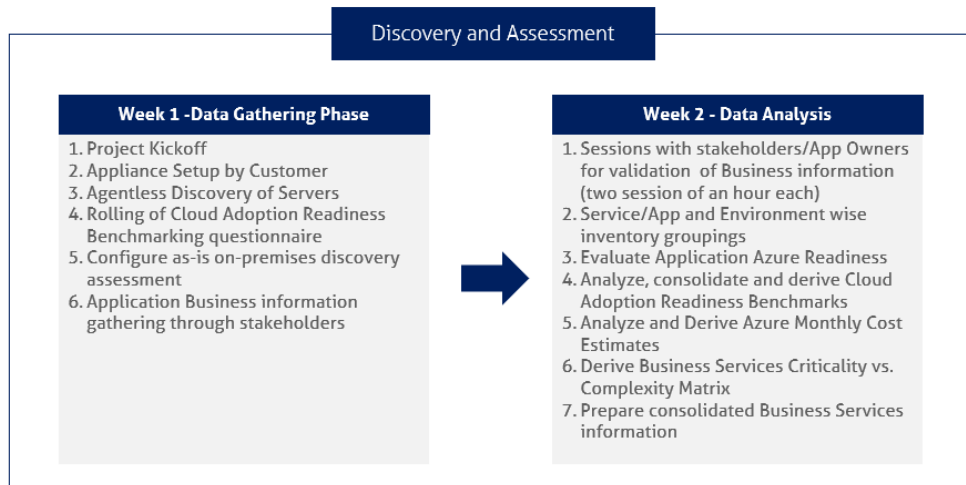 Discovery and Assessment
Week 1 -Data Gathering Phase
1. Project Kickoff
2. Appliance Setup by Customer
3. Agentless Discovery of Servers
4. Rolling of Cloud Adoption Readiness
Benchmarking questionnaire
5. Configure as-is on-premises discovery
assessment
6. Application Business information
gathering through stakeholders
Week 2 - Data Analysis
1. Sessions with stakeholders/App Owners
for validation of Business information
(two session of an hour each)
2. Service/App and Environment wise
inventory groupings
3. Evaluate Application Azure Readiness
4. Analyze, consolidate and derive Cloud
Adoption Readiness Benchmarks
5. Analyze and Derive Azure Monthly Cost
Estimates
6. Derive Business Services Criticality vs.
Complexity Matrix
7. Prepare consolidated Business Services
information